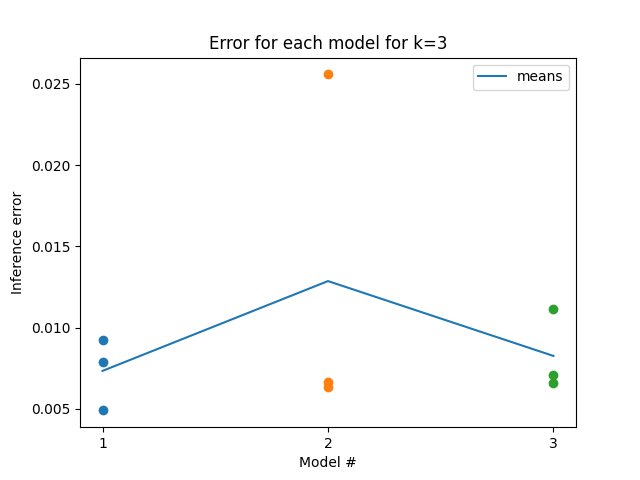 Error for each model for k=3
means
0.025
0.020
0.015
0.010
0.005
Inference error
1
2
3
Model #